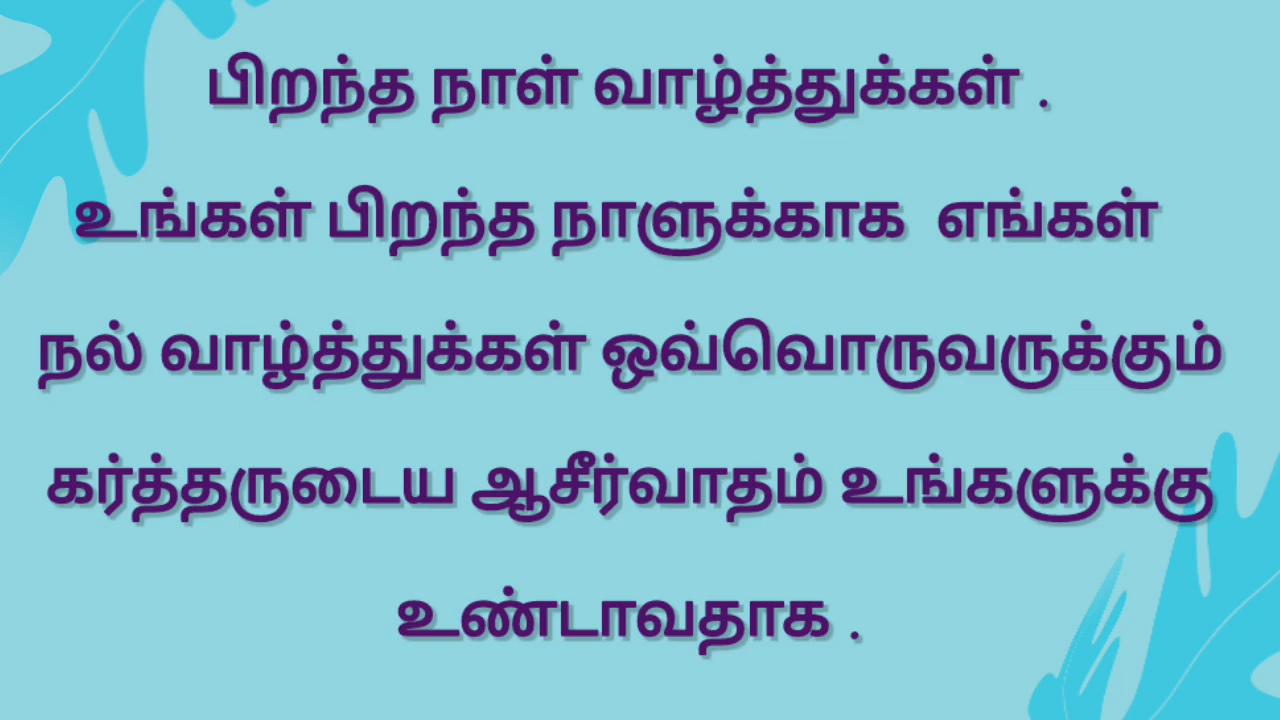 பிறந்த நாள் வாழ்த்துக்கள் .
உங்கள் பிறந்த நாளுக்காக எங்கள்
நல் வாழ்த்துக்கள் ஒவ்வொருவருக்கும்
கர்த்தருடைய ஆசீர்வாதம் உங்களுக்கு
உண்டாவதாக .